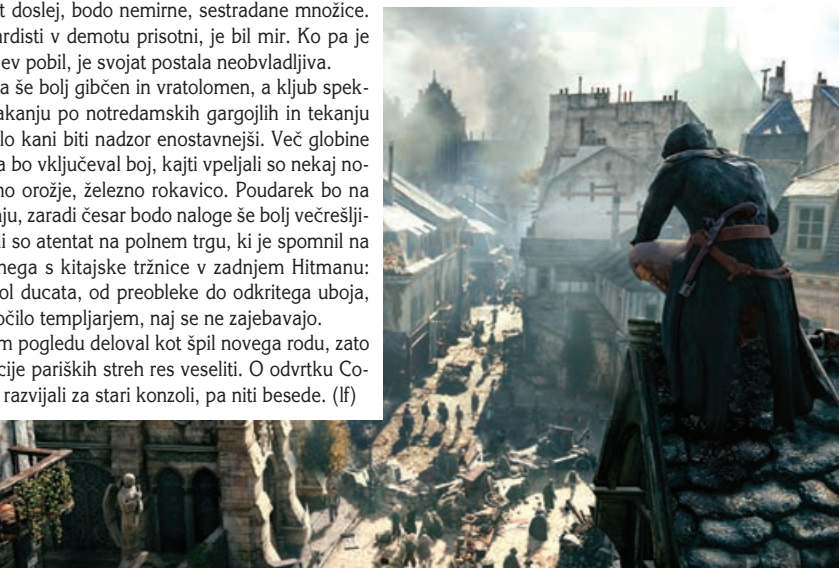 t doslej, bodo nemirne, sestradane množice.
ardisti v demotu prisotni, je bil mir. Ko pa je
ev pobil, je svojat postala neobvladljiva.
a še bolj gibčen in vratolomen, a kljub spek-
akanju po notredamskih gargojlih in tekanju
lo kani biti nadzor enostavnejši. Več globine
a bo vključeval boj, kajti vpeljali so nekaj no-
no orožje, železno rokavico. Poudarek bo na
ju, zaradi česar bodo naloge še bolj večrešlji-
i so atentat na polnem trgu, ki je spomnil na
nega s kitajske tržnice v zadnjem Hitmanu:
ol ducata, od preobleke do odkritega uboja,
očilo templjarjem, naj se ne zajebavajo.
m pogledu deloval kot špil novega rodu, zato
cije pariških streh res veseliti. O odvrtku Co-
razvijali za stari konzoli, pa niti besede. (lf)